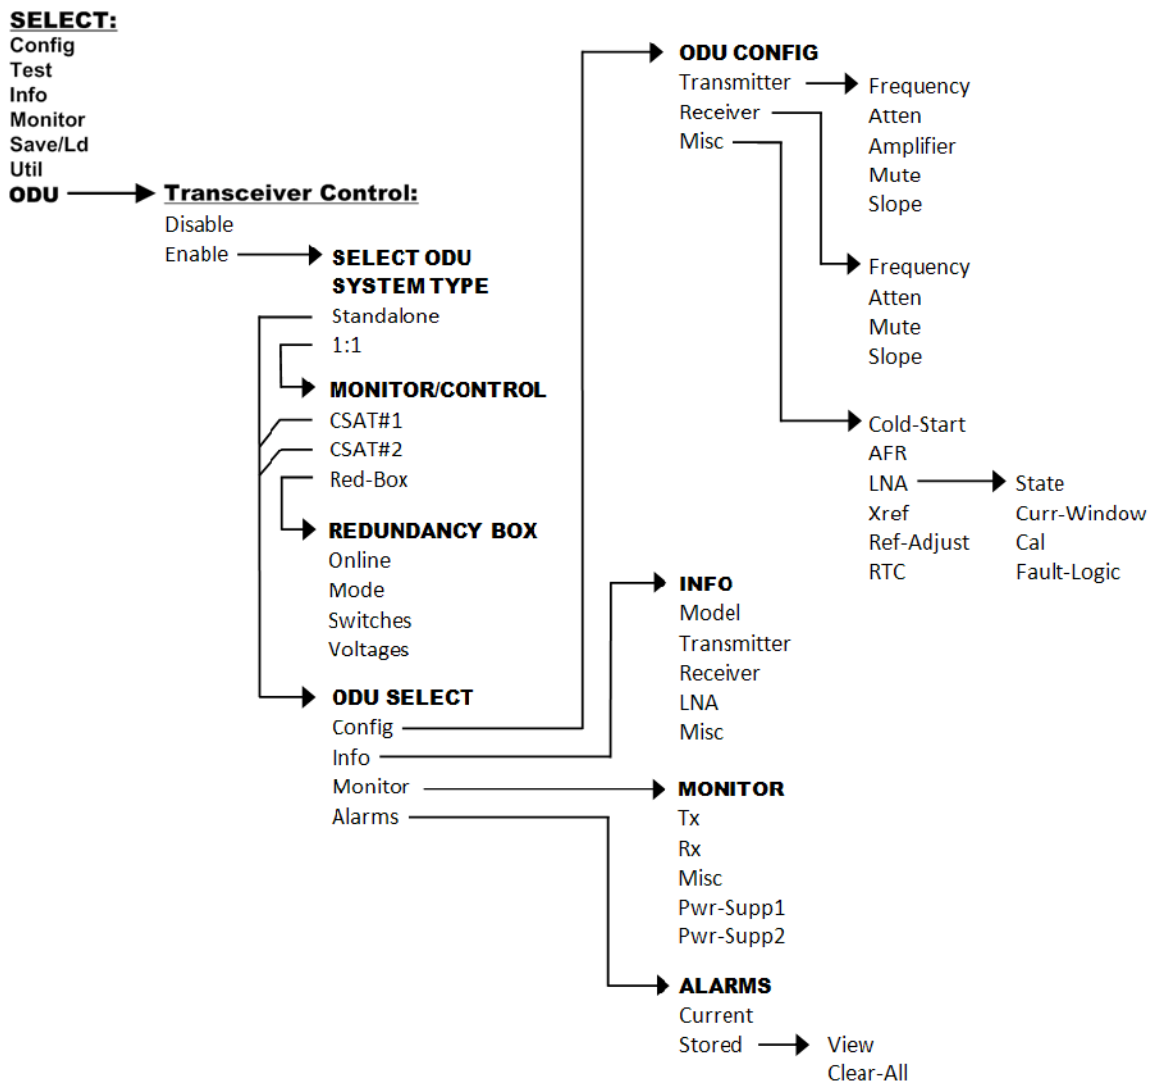 SELECT:
Config
Test
Info
Monitor
Save/Ld
Util
ODU
Transceiver Control:
Disable
Enable
SELECT ODU
SYSTEM TYPE
Standalone
1:1
MONITOR/CONTROL
CSAT#1
CSAT#2
Red-Box
REDUNDANCY BOX
Online
Mode
Switches
Voltages
ODU SELECT
Config
Info
Monitor
Alarms
ODU CONFIG
Transmitter
Receiver
Misc
Frequency
Atten
Amplifier
Mute
Slope
Frequency
Atten
Mute
Slope
Cold-Start
AFR
LNA
Xref
Ref-Adjust
RTC
State
Curr-Window
Cal
Fault-Logic
INFO
Model
Transmitter
Receiver
LNA
Misc
MONITOR
Tx
Rx
Misc
Pwr-Supp1
Pwr-Supp2
ALARMS
Current
Stored
View
Clear-All